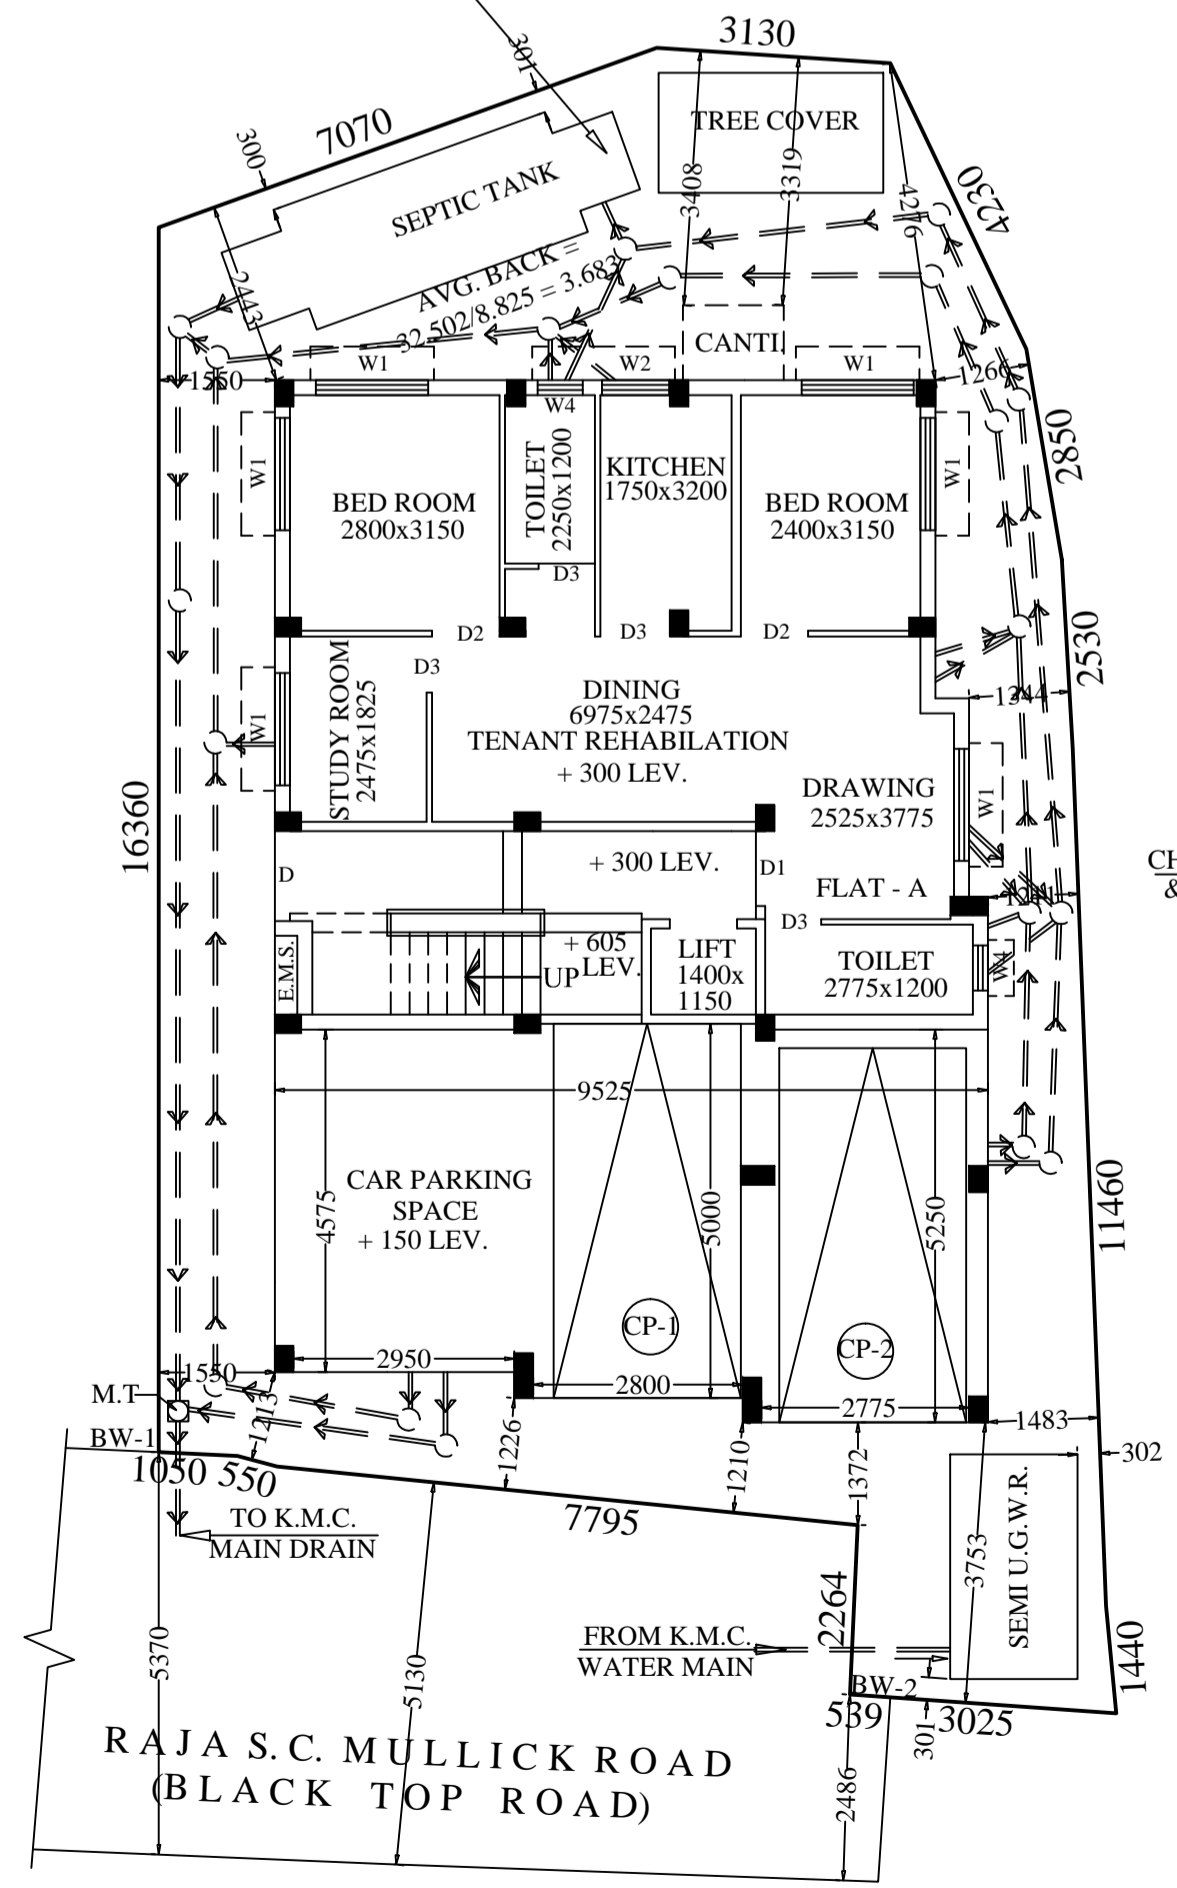 3130
301
7070
TREE COVER
300
SEPTIC TANK
3408
3319
4276
4230
AVG. BACK =
32.502/8.825 = 3.683
2443
CANTI.
W1
W2
W1
1550
1266
W4
W1
BED ROOM
2800x3150
TOILET
2250x1200
KITCHEN
1750x3200
BED ROOM
2400x3150
W1
2850
D3
D2
D3
D2
D3
2530
STUDY ROOM
2475x1825
DINING
6975x2475
TENANT REHABILATION
+ 300 LEV.
1344
W1
DRAWING
2525x3775
W1
16360
+ 300 LEV.
D
D1
FLAT - A
CH
&
1211
D3
E.M.S.
+ 605
LEV.
UP
LIFT
1400x
1150
TOILET
2775x1200
W4
9525
CAR PARKING
SPACE
+ 150 LEV.
4575
5000
5250
11460
CP-1
CP-2
2950
2800
2775
1550
M.T
1213
1226
1210
1372
1483
BW-1
302
1050
550
7795
TO K.M.C.
MAIN DRAIN
3753
SEMI U.G.W.R.
2264
FROM K.M.C.
WATER MAIN
1440
5370
5130
BW-2
539
301
3025
RAJA S.C. MULLICK ROAD
(BLACK TOP ROAD)
2486